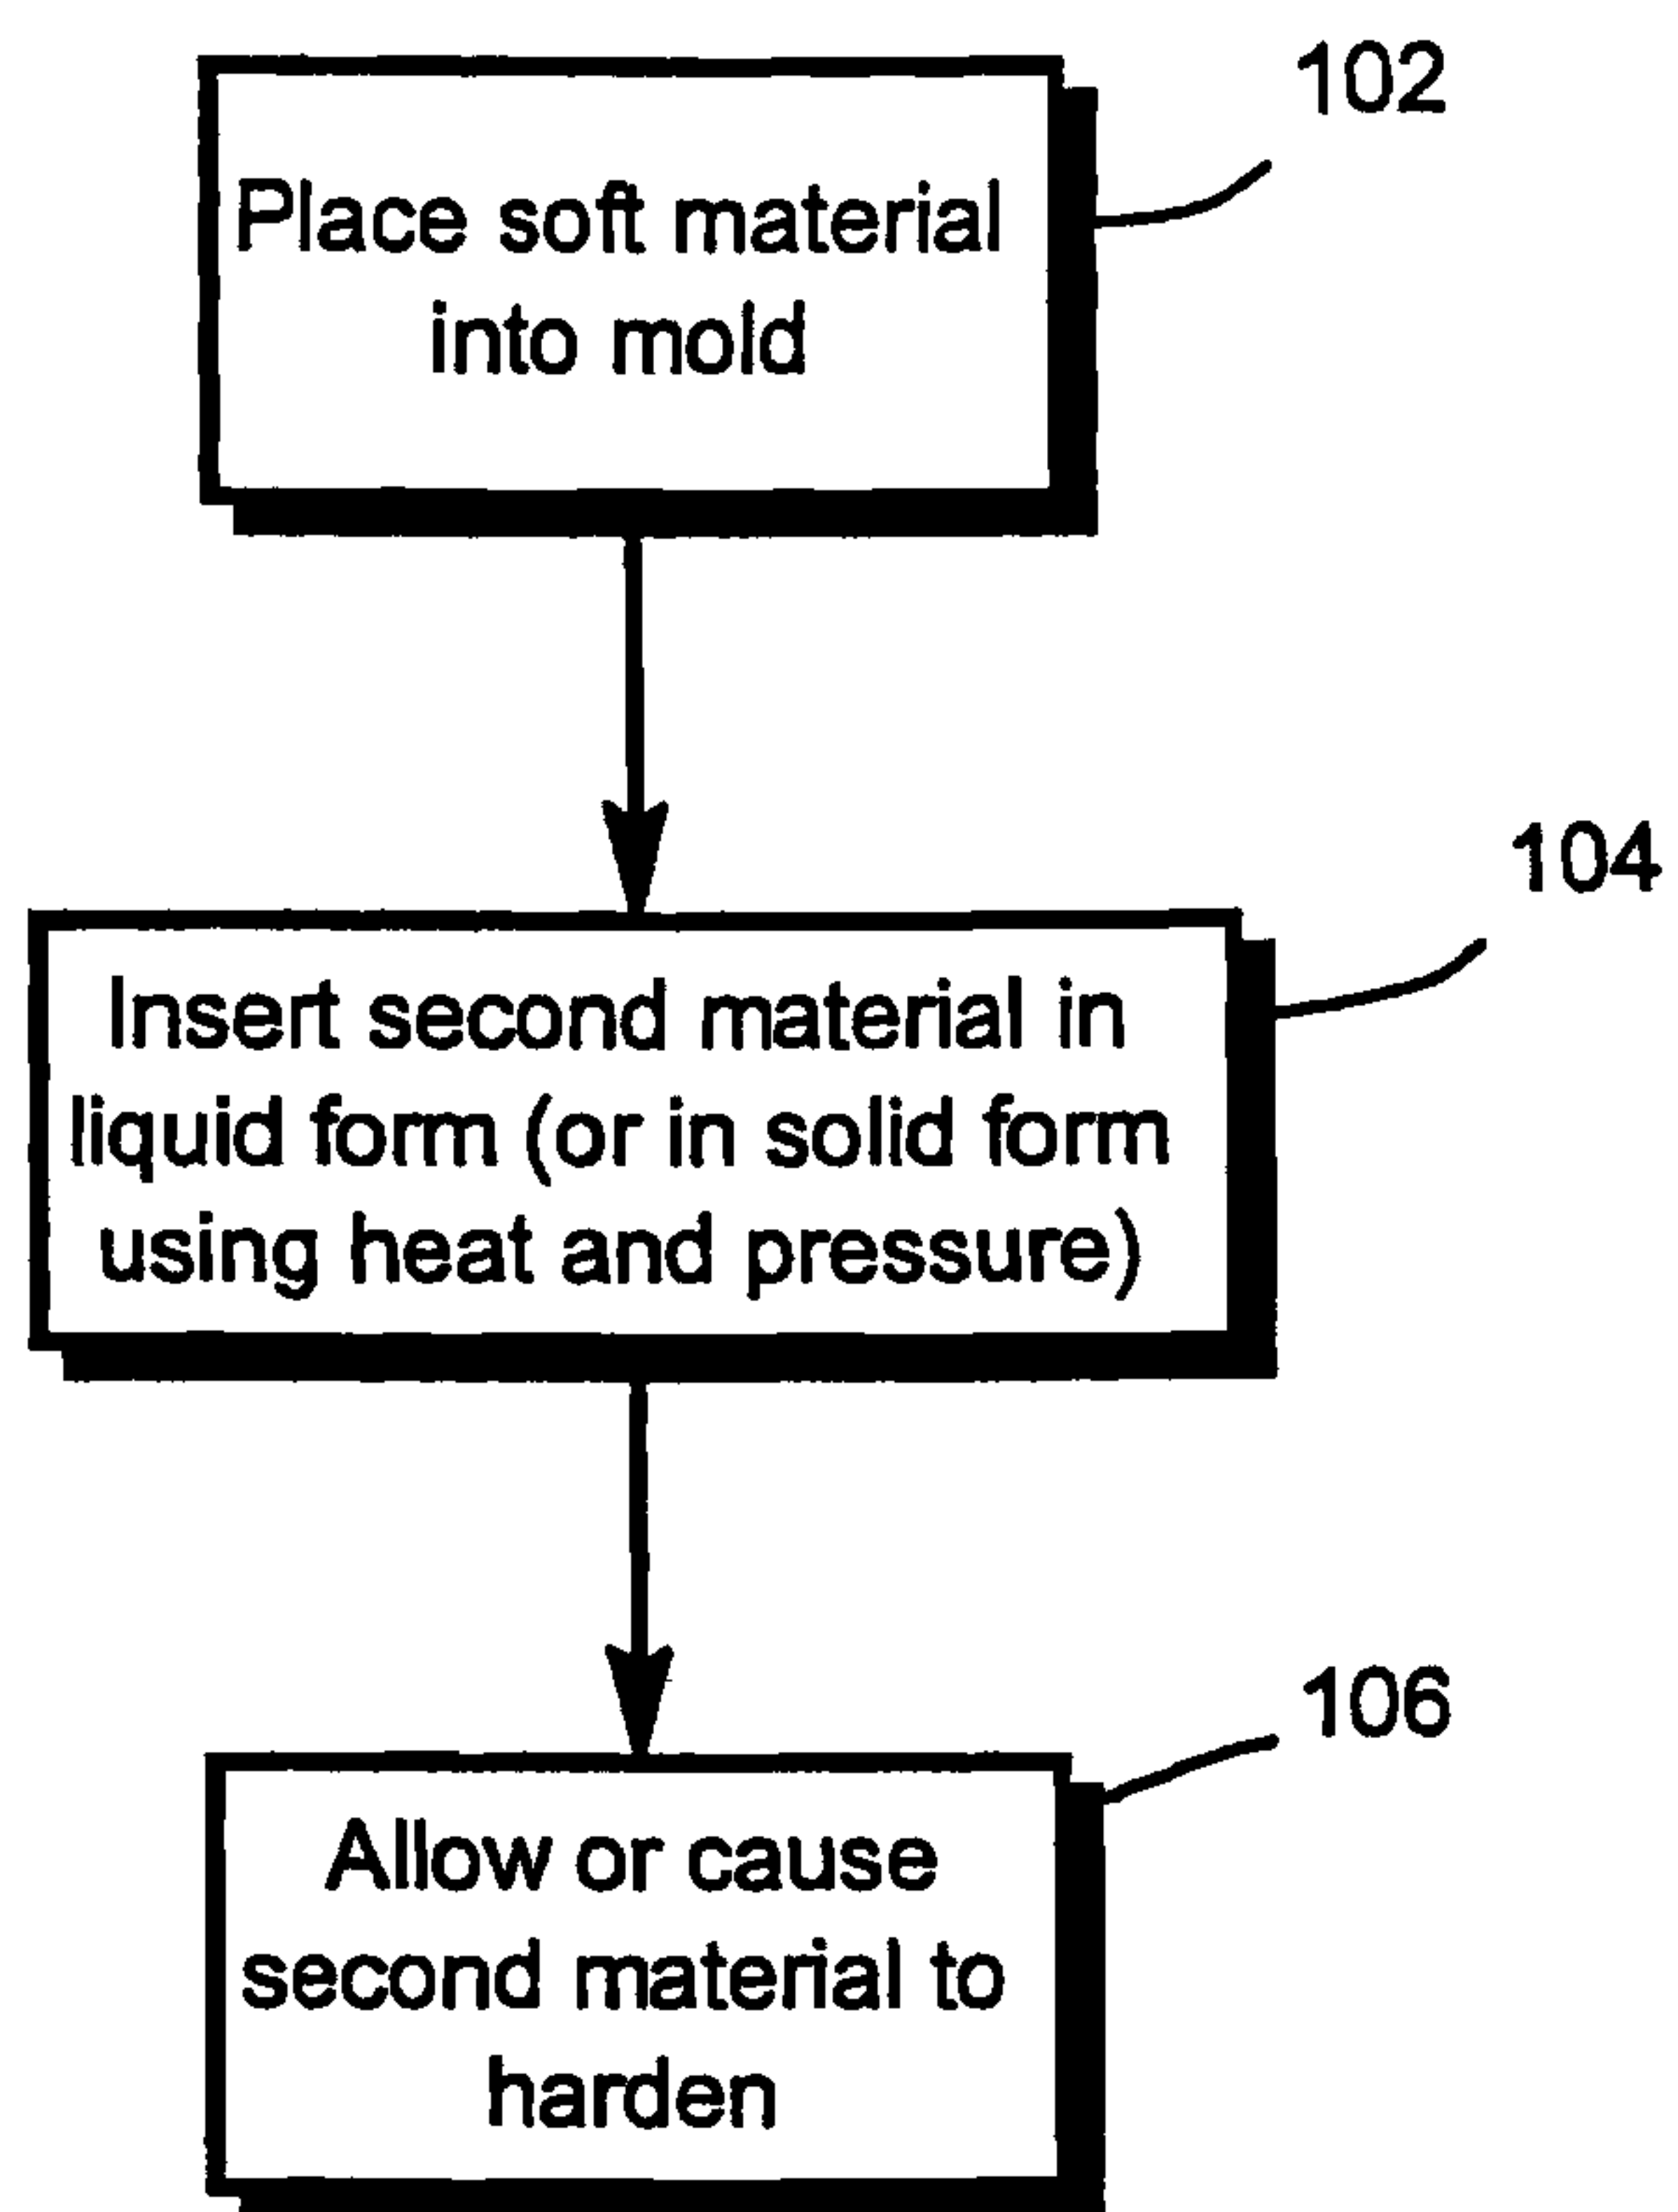 102
Place soft material
into mold
104
Insert second material in
liquid form (or in solid form
using heat and pressure)
106
Allow or cause
second material to
harden